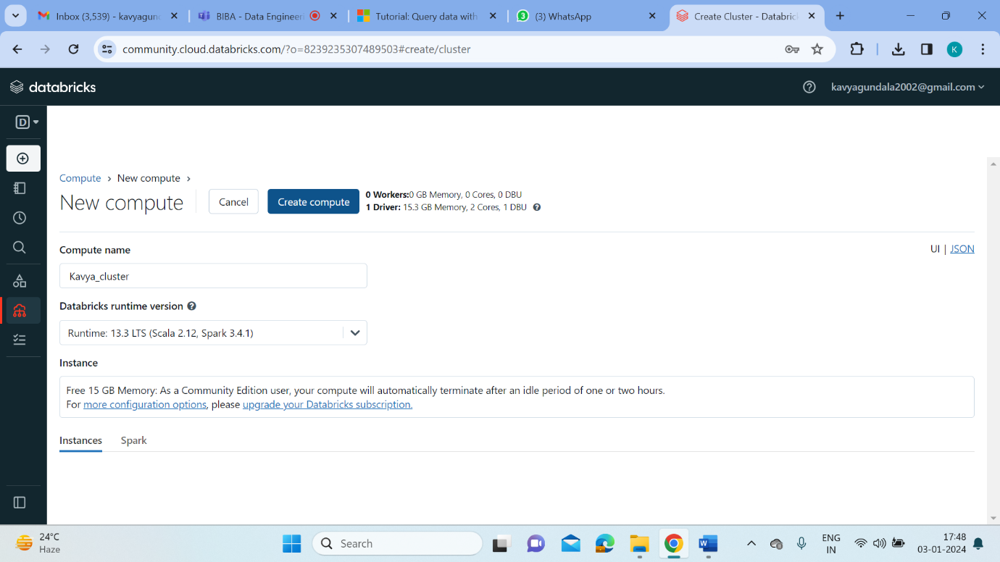 Inbox (3,539) - kavyagun
BIBA - Data Engineeri
Tutorial: Query data with
(3) WhatsApp
Create Cluster - Databric
community.cloud.databricks.com/?o=8239235307489503#create/cluster
K
databricks
kavyagundala2002@gmail.com
D
Compute › New compute ›
New compute
Cancel
Create compute
0 Workers:0 GB Memory, 0 Cores, 0 DBU
1 Driver: 15.3 GB Memory, 2 Cores, 1 DBU
Compute name
UI | JSON
Kavya_cluster
Databricks runtime version
Runtime: 13.3 LTS (Scala 2.12, Spark 3.4.1)
Instance
Free 15 GB Memory: As a Community Edition user, your compute will automatically terminate after an idle period of one or two hours.
For more configuration options, please upgrade your Databricks subscription.
Instances Spark
24°C
Haze
Search
ENG
IN
17:48
03-01-2024